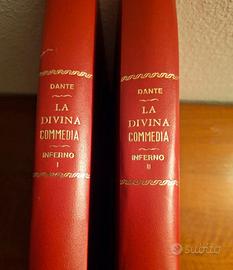 DANTE
LA
DIVINA
COMMEDIA
INFERNO
I
DANTE
LA
DIVINA
COMMEDIA
INFERNO
II
subito